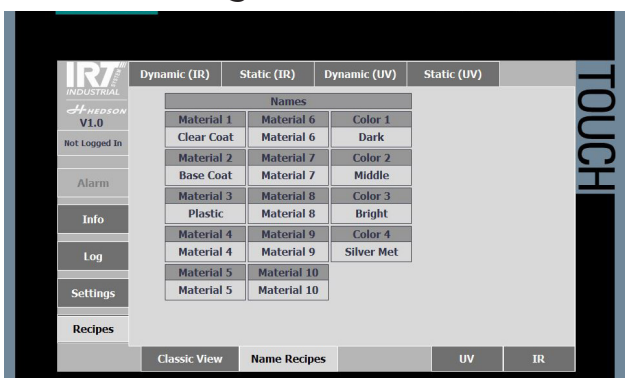 IRT SYSTEM
INDUSTRIAL
HEDSON
V1.0
Not Logged In
Alarm
Info
Log
Settings
Recipes
Dynamic (IR) Static (IR) Dynamic (UV) Static (UV)
Names
Material 1 Material 6 Color 1
Clear Coat Material 6 Dark
Material 2 Material 7 Color 2
Base Coat Material 7 Middle
Material 3 Material 8 Color 3
Plastic Material 8 Bright
Material 4 Material 9 Color 4
Material 4 Material 9 Silver Met
Material 5 Material 10
Material 5 Material 10
Classic View Name Recipes UV IR
TOUCH